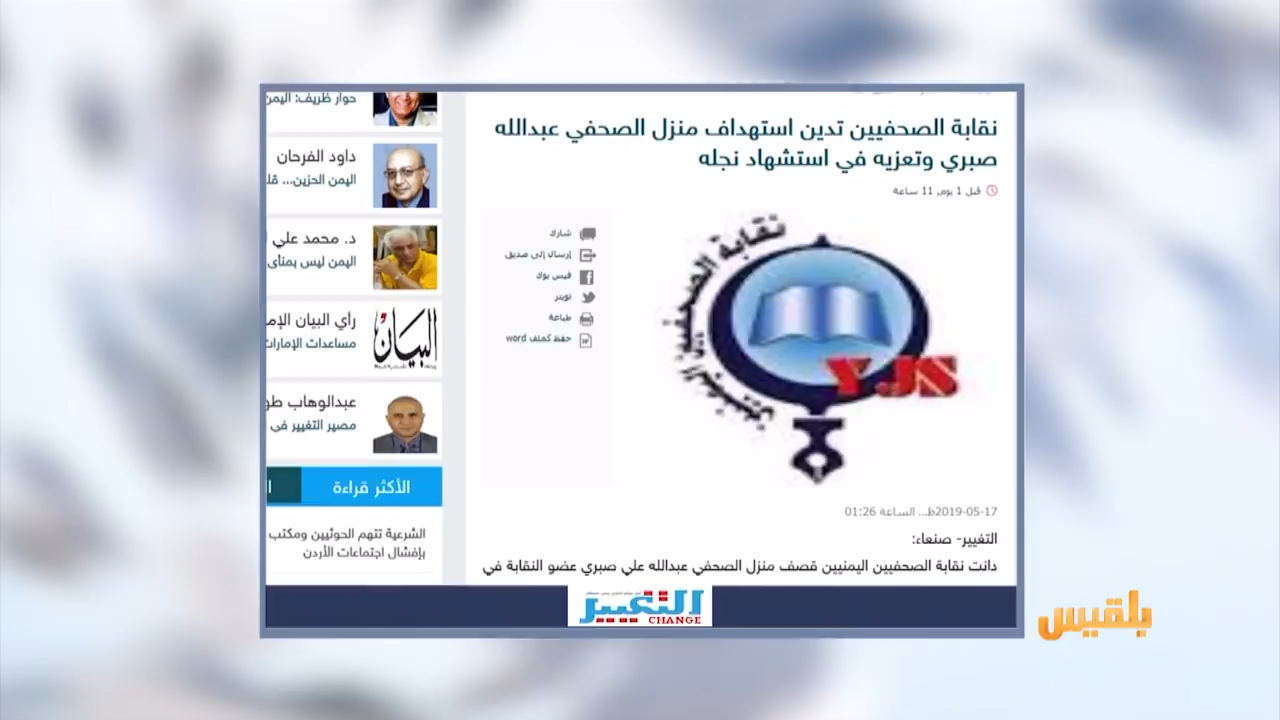 نقابة الصحفيين تدين استهداف منزل الصحفي عبدالله
صبري وتعزيه في استشهاد نجله
قبل 1 يوم, 11 ساعة
شارك
إرسال إلى صديق
فيس بوك
تويتر
طباعة
حفظ كملف word
نقابة الصحفيين اليمنيين
YJS
2019-05-17ظ... الساعة 01:26
التغيير- صنعاء:
دانت نقابة الصحفيين اليمنيين قصف منزل الصحفي عبدالله علي صبري عضو النقابة في
حوار ظريف: اليمن
داود الفرحان
اليمن الحزين...
د. محمد علي
اليمن ليس بمنأى
رأي البيان
مساعدات الإمارات
البيان
عبدالوهاب
مصير التغيير في
الأكثر قراءة
الشرعية تتهم الحوثيين ومكتب
بإفشال اجتماعات الأردن
التغيير
CHANGE
بلقيس